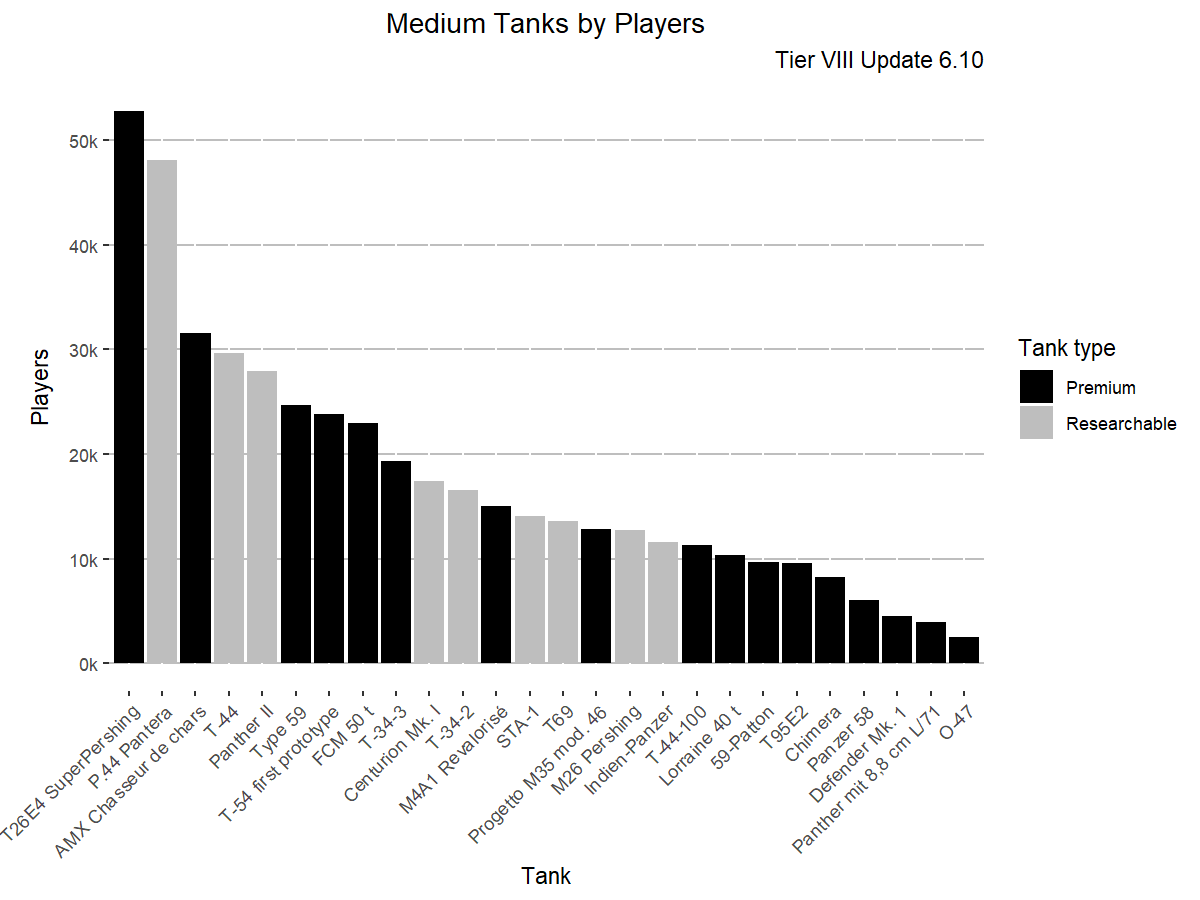 Medium Tanks by Players
Tier VIII Update 6.10
Players
50k
40k
30k
20k
10k
0k
T26E4 SuperPershing
P.44 Pantera
AMX Chasseur de chars
T-44
Panther II
Type 59
T-54 first prototype
FCM 50 t
T-34-3
Centurion Mk. I
T-34-2
M4A1 Revalorisé
STA-1
T69
Progetto M35 mod. 46
M26 Pershing
Indien-Panzer
T-44-100
Lorraine 40 t
59-Patton
T95E2
Chimera
Panzer 58
Defender Mk. 1
Panther mit 8,8 cm L/71
O-47
Tank
Tank type
Premium
Researchable